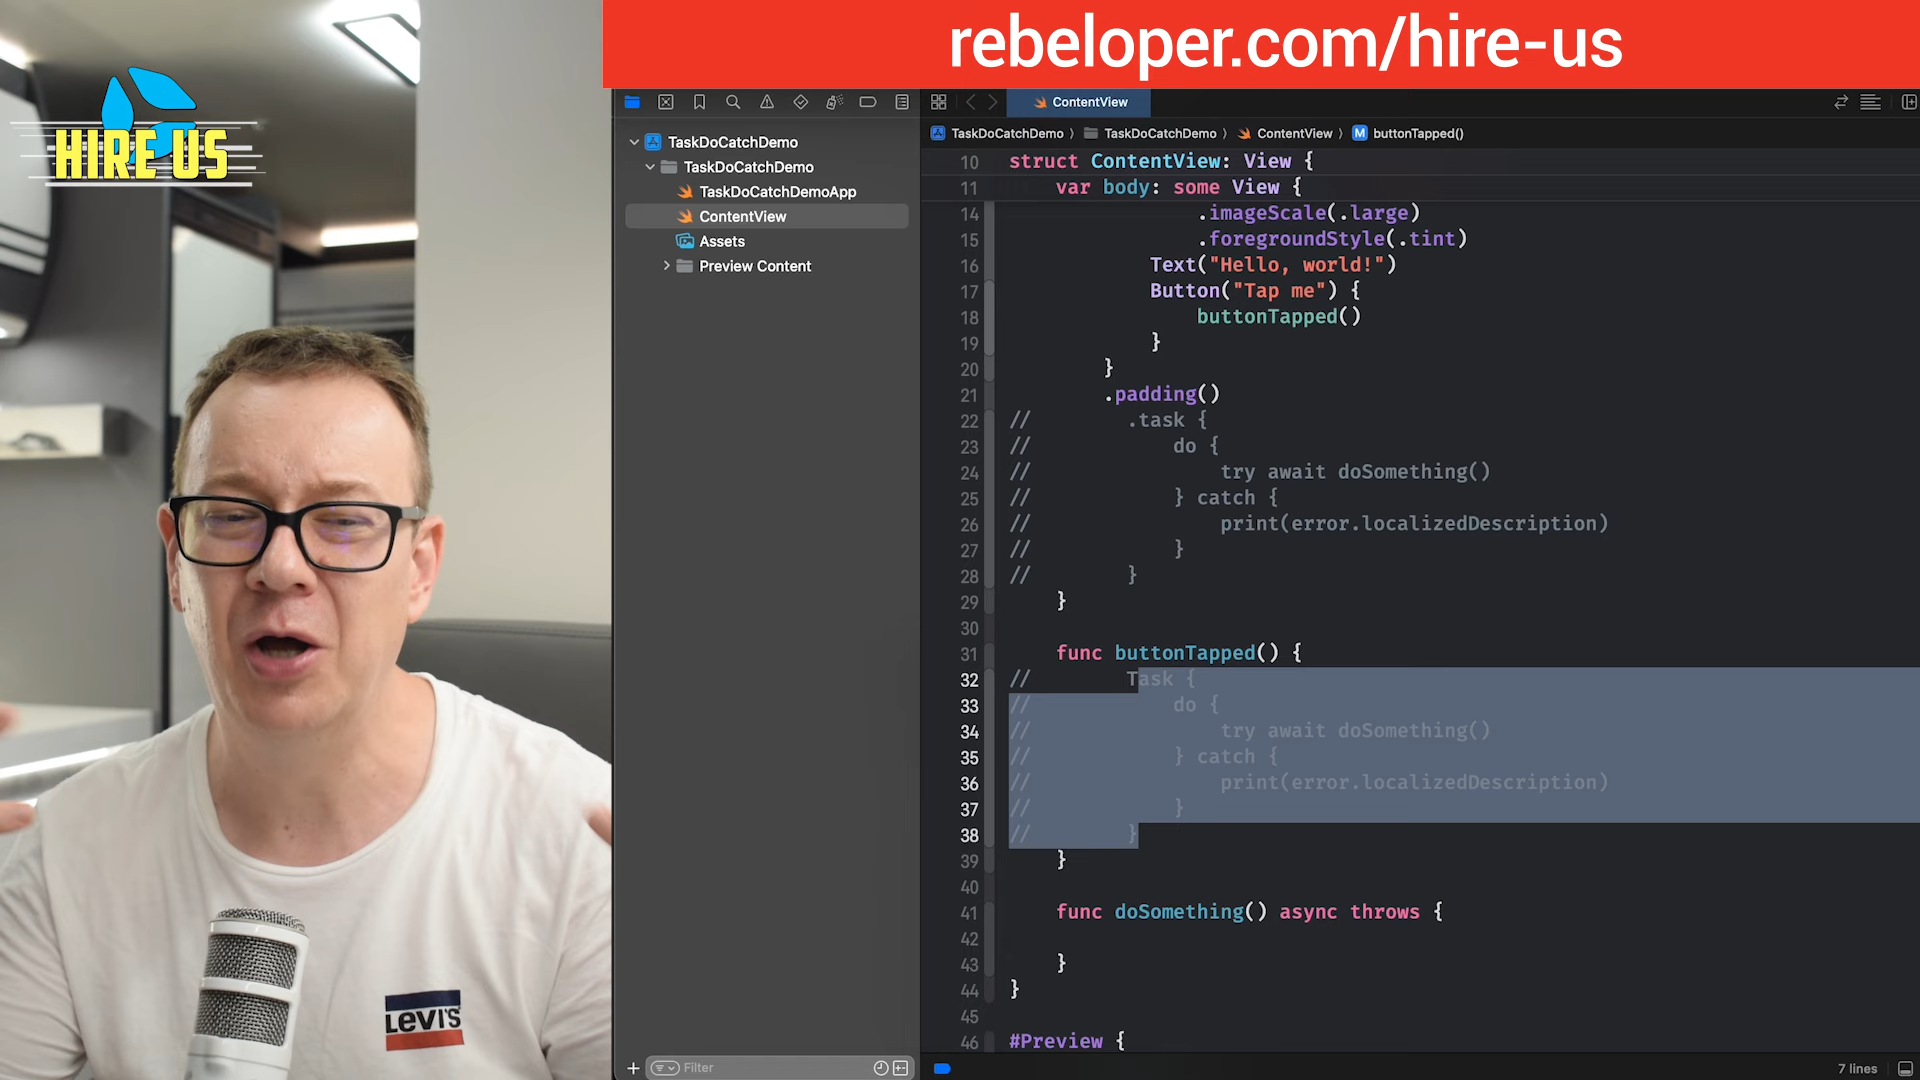 rebeloper.com/hire-us
HIRE US
LEVI'S
TaskDoCatchDemo
TaskDoCatchDemo
TaskDoCatchDemoApp
ContentView
Assets
Preview Content
Filter
ContentView
TaskDoCatchDemo 〉 TaskDoCatchDemo 〉 ContentView 〉 M buttonTapped()
10 struct ContentView: View {
11 var body: some View {
14 .imageScale(.large)
15 .foregroundStyle(.tint)
16 Text("Hello, world!")
17 Button("Tap me") {
18 buttonTapped()
19 }
20 }
21 .padding()
22 // .task {
23 // do {
24 // try await doSomething()
25 // } catch {
26 // print(error.localizedDescription)
27 // }
28 // }
29 }
30
31 func buttonTapped() {
32 // Task {
33 // do {
34 // try await doSomething()
35 // } catch {
36 // print(error.localizedDescription)
37 // }
38 // }
39 }
40
41 func doSomething() async throws {
42
43 }
44 }
45
46 #Preview {
7 lines